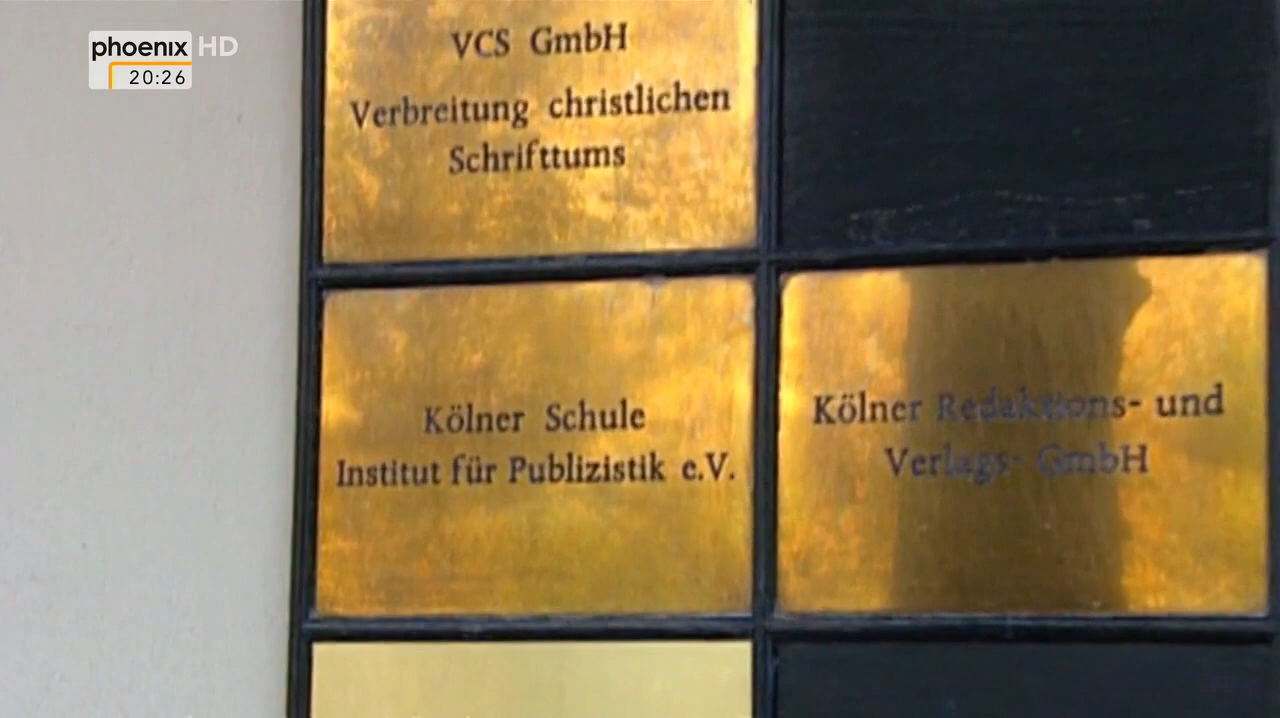 phoenix HD
20:26
VCS GmbH
Verbreitung christlichen
Schrifttums
Kölner Schule
Institut für Publizistik e.V.
Kölner Redaktions- und
Verlags- GmbH